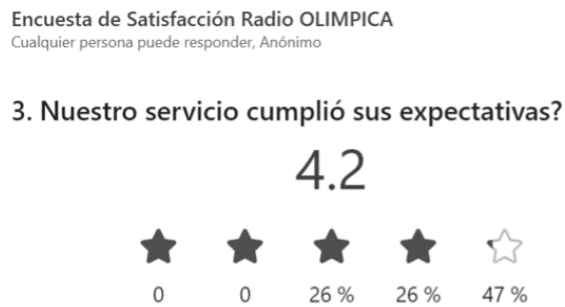 Encuesta de Satisfacción Radio OLIMPICA
Cualquier persona puede responder, Anónimo
3. Nuestro servicio cumplió sus expectativas?
4.2
0 0 26 % 26 % 47 %